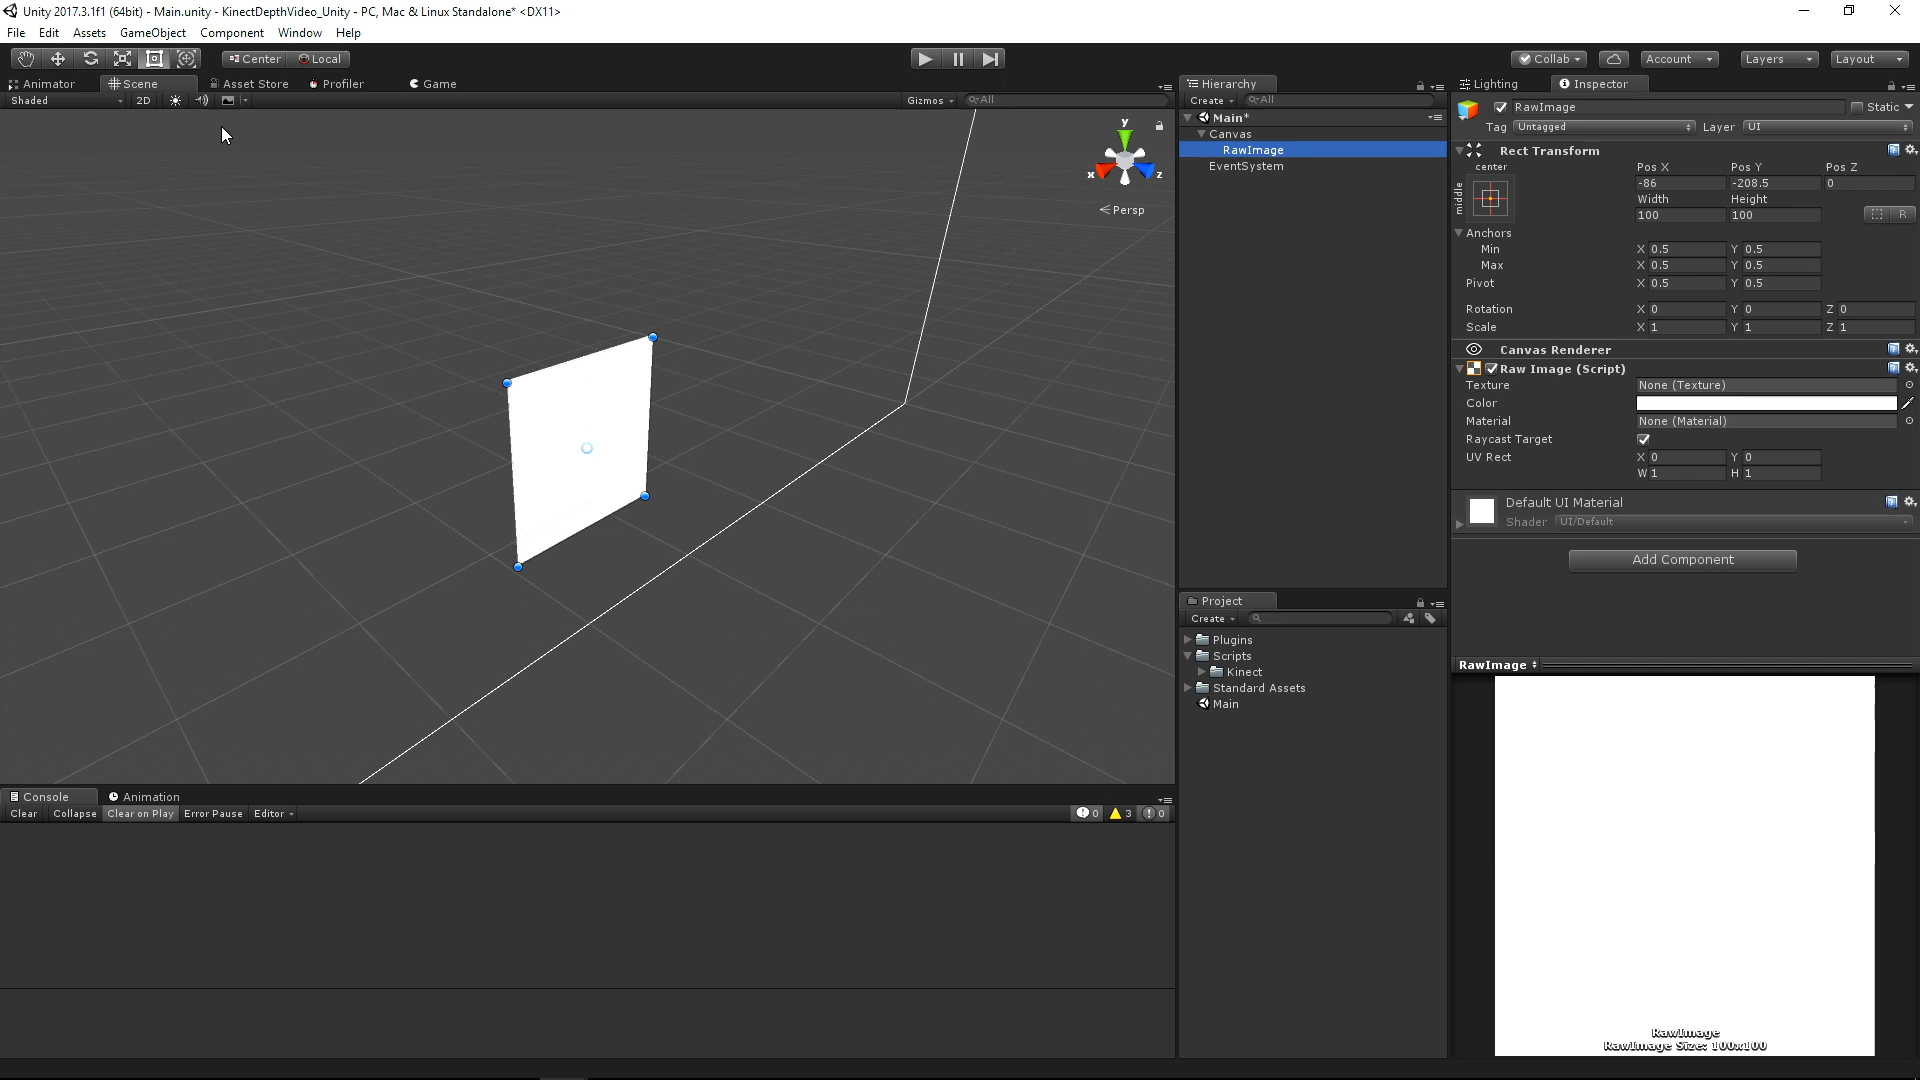 Unity 2017.3.1f1 (64bit) - Main.unity - KinectDepthVideo_Unity - PC, Mac & Linux Standalone* <DX11>
File Edit Assets GameObject Component Window Help
Center Local Collab Account Layers Layout
Animator Scene Asset Store Profiler Game
Shaded 2D Gizmos All
y
x z
Persp
Hierarchy
Create All
Main*
Canvas
RawImage
EventSystem
Project
Create
Plugins
Scripts
Kinect
Standard Assets
Main
Lighting Inspector
RawImage Static
Tag Untagged Layer UI
Rect Transform
center Pos X Pos Y Pos Z
middle -86 -208.5 0
Width Height
100 100 R
Anchors
Min X 0.5 Y 0.5
Max X 0.5 Y 0.5
Pivot X 0.5 Y 0.5
Rotation X 0 Y 0 Z 0
Scale X 1 Y 1 Z 1
Canvas Renderer
Raw Image (Script)
Texture None (Texture)
Color
Material None (Material)
Raycast Target
UV Rect X 0 Y 0
W 1 H 1
Default UI Material
Shader UI/Default
Add Component
RawImage
RawImage
RawImage Size: 100x100
Console Animation
Clear Collapse Clear on Play Error Pause Editor 0 3 0